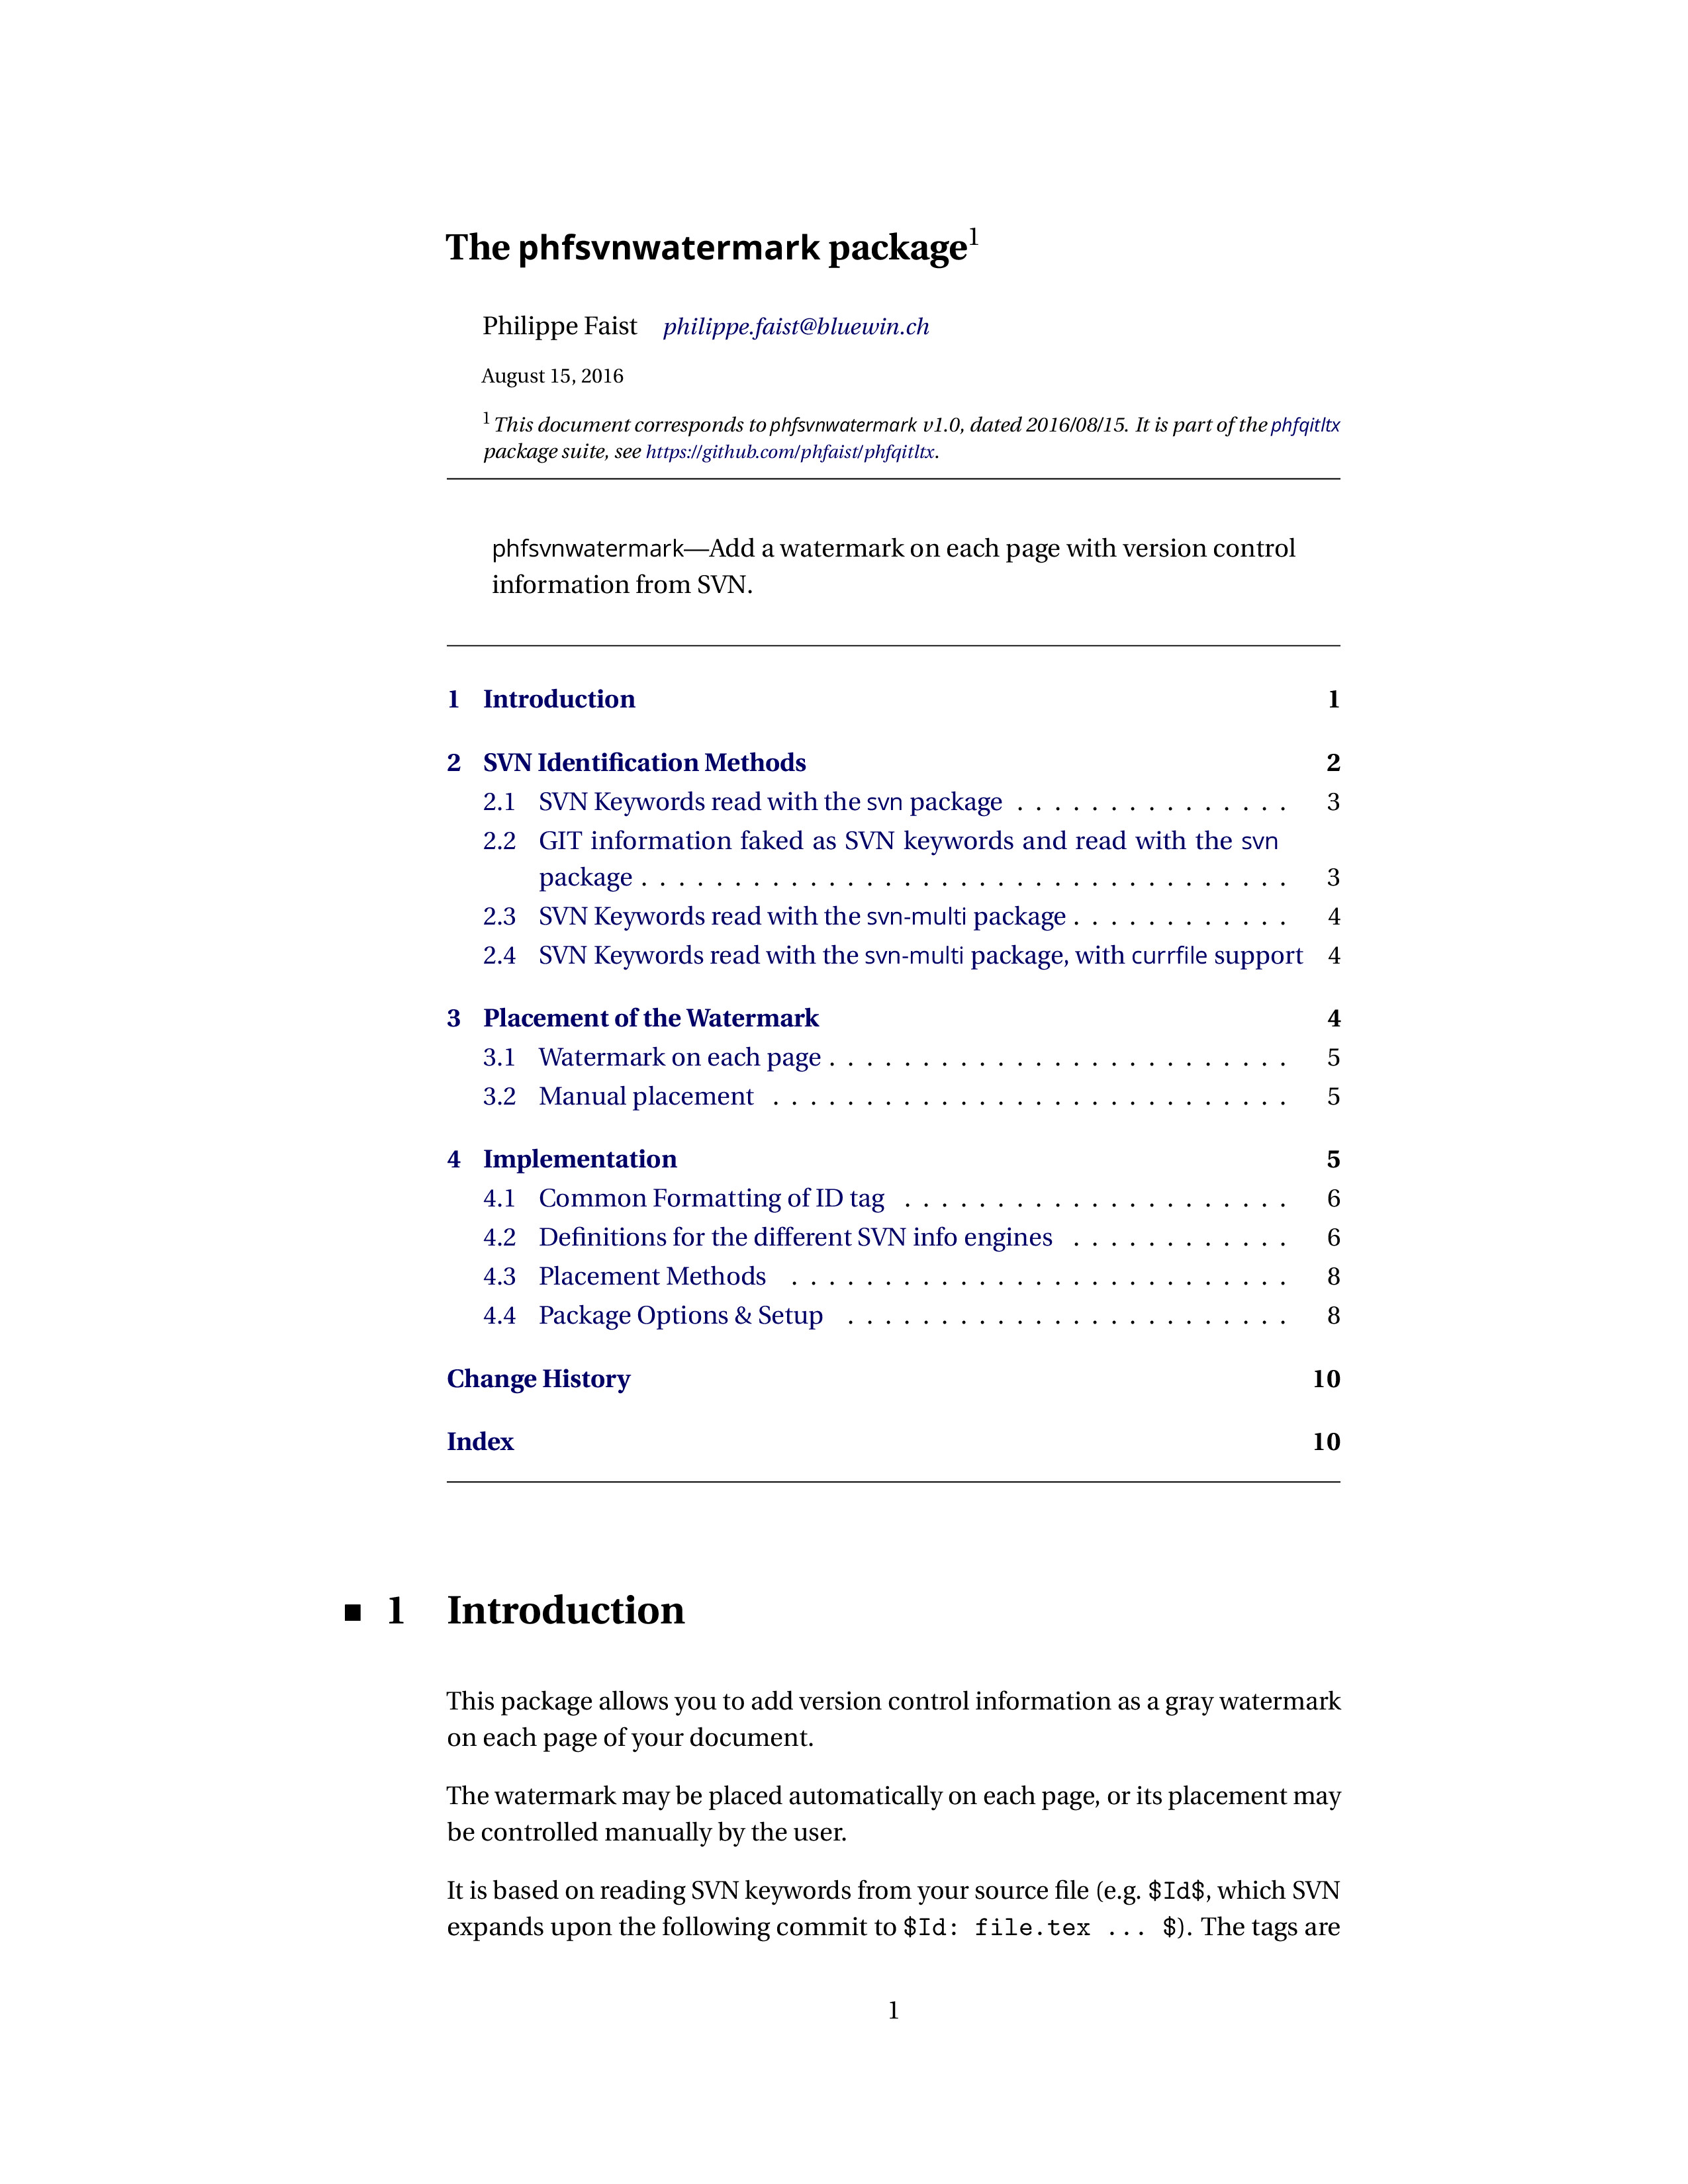 The phfsvnwatermark package1
Philippe Faist philippe.faist@bluewin.ch
August 15, 2016
1 This document corresponds to phfsvnwatermark v1.0, dated 2016/08/15. It is part of the phfqitltx
package suite, see https://github.com/phfaist/phfqitltx.
phfsvnwatermark—Add a watermark on each page with version control
information from SVN.
1 Introduction 1
2 SVN Identification Methods 2
2.1 SVN Keywords read with the svn package . . . . . . . . . . . . . . . 3
2.2 GIT information faked as SVN keywords and read with the svn
package . . . . . . . . . . . . . . . . . . . . . . . . . . . . . . . . . . . 3
2.3 SVN Keywords read with the svn-multi package . . . . . . . . . . . . 4
2.4 SVN Keywords read with the svn-multi package, with currfile support 4
3 Placement of the Watermark 4
3.1 Watermark on each page . . . . . . . . . . . . . . . . . . . . . . . . . 5
3.2 Manual placement . . . . . . . . . . . . . . . . . . . . . . . . . . . . 5
4 Implementation 5
4.1 Common Formatting of ID tag . . . . . . . . . . . . . . . . . . . . . 6
4.2 Definitions for the different SVN info engines . . . . . . . . . . . . 6
4.3 Placement Methods . . . . . . . . . . . . . . . . . . . . . . . . . . . 8
4.4 Package Options & Setup . . . . . . . . . . . . . . . . . . . . . . . . 8
Change History 10
Index 10
■ 1 Introduction
This package allows you to add version control information as a gray watermark
on each page of your document.
The watermark may be placed automatically on each page, or its placement may
be controlled manually by the user.
It is based on reading SVN keywords from your source file (e.g. $Id$, which SVN
expands upon the following commit to $Id: file.tex ... $). The tags are
1